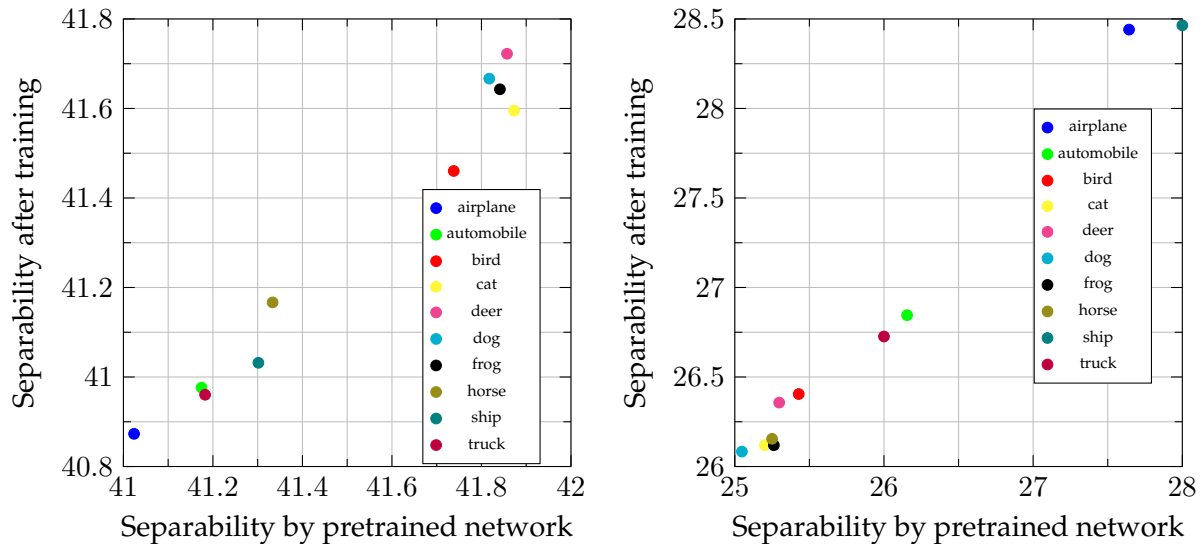 41.8
41.6
41.4
41.2
41
40.8
Separability after training
airplane
automobile
bird
cat
deer
dog
frog
horse
ship
truck
41 41.2 41.4 41.6 41.8 42
Separability by pretrained network
28.5
28
27.5
27
26.5
26
Separability after training
airplane
automobile
bird
cat
deer
dog
frog
horse
ship
truck
25 26 27 28
Separability by pretrained network